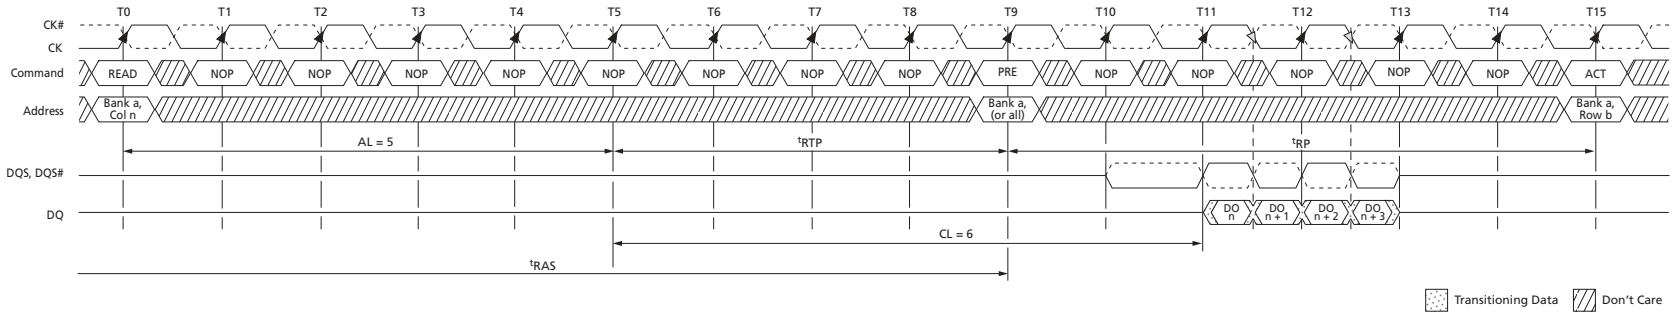 T0 T1 T2 T3 T4 T5 T6 T7 T8 T9 T10 T11 T12 T13 T14 T15
CK#
CK
Command READ NOP NOP NOP NOP NOP NOP NOP NOP PRE NOP NOP NOP NOP NOP ACT
Address Bank a, Col n Bank a, (or all) Bank a, Row b
AL = 5 tRTP tRP
DQS, DQS#
DQ DO n DO n + 1 DO n + 2 DO n + 3
CL = 6
tRAS
Transitioning Data Don't Care